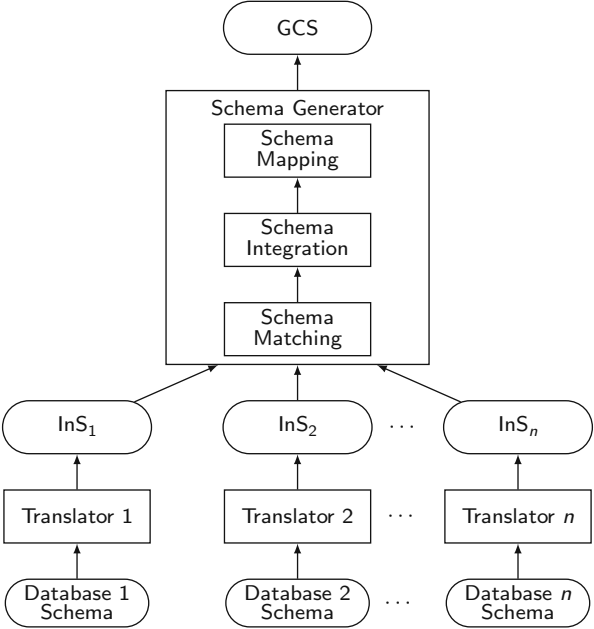 GCS
Schema Generator
Schema
Mapping
Schema
Integration
Schema
Matching
InS₁
InS₂
···
InSₙ
Translator 1
Translator 2
···
Translator n
Database 1
Schema
Database 2
Schema
···
Database n
Schema